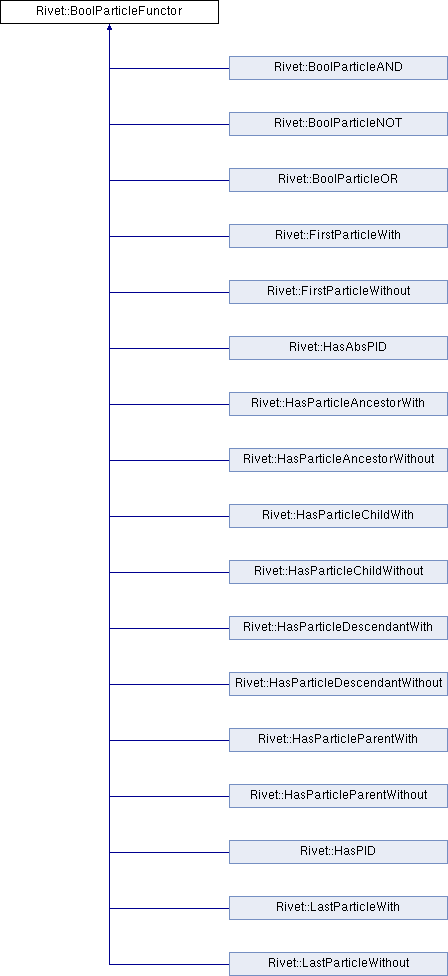 Rivet::BoolParticleFunctor
Rivet::BoolParticleAND
Rivet::BoolParticleNOT
Rivet::BoolParticleOR
Rivet::FirstParticleWith
Rivet::FirstParticleWithout
Rivet::HasAbsPID
Rivet::HasParticleAncestorWith
Rivet::HasParticleAncestorWithout
Rivet::HasParticleChildWith
Rivet::HasParticleChildWithout
Rivet::HasParticleDescendantWith
Rivet::HasParticleDescendantWithout
Rivet::HasParticleParentWith
Rivet::HasParticleParentWithout
Rivet::HasPID
Rivet::LastParticleWith
Rivet::LastParticleWithout